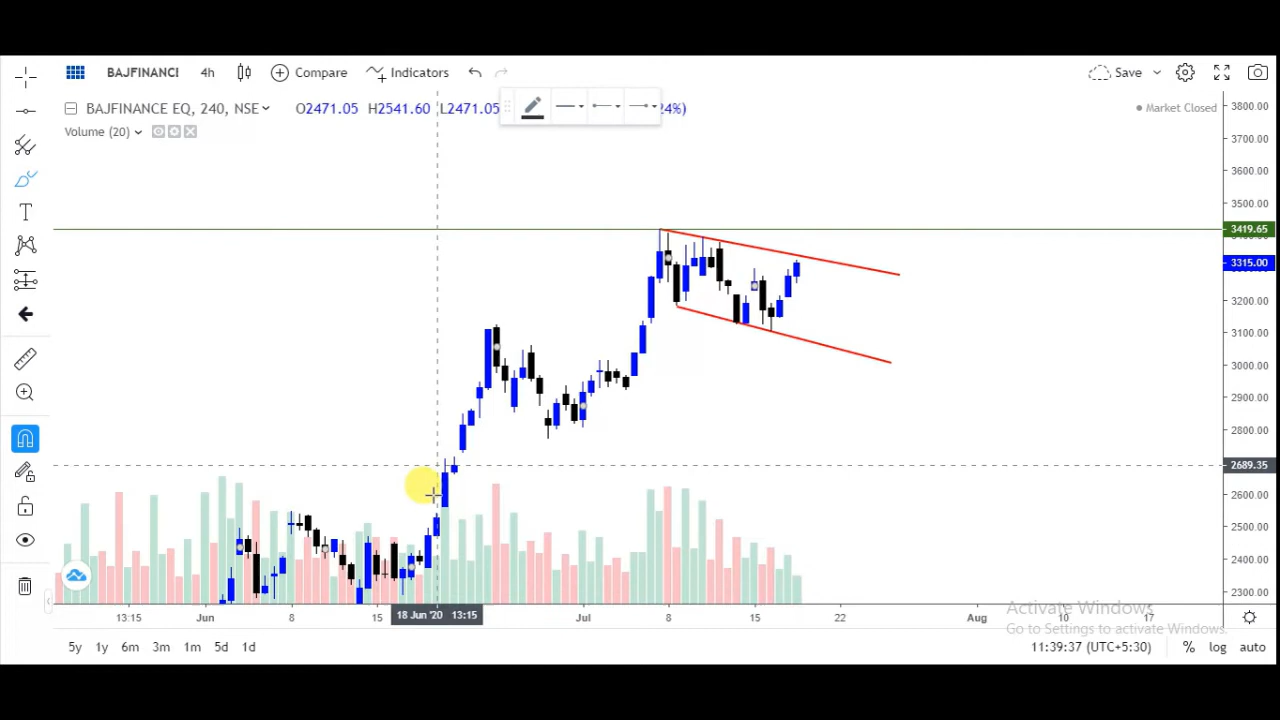 BAJFINANCI 4h Compare Indicators Save
BAJFINANCE EQ, 240, NSE O2471.05 H2541.60 L2471.05 24%) Market Closed
Volume (20)
3800.00
3700.00
3600.00
3500.00
3419.65
3315.00
3200.00
3100.00
3000.00
2900.00
2800.00
2689.35
2600.00
2500.00
2400.00
2300.00
13:15 Jun 8 15 18 Jun '20 13:15 Jul 8 15 22 Aug 10 17
Activate Windows
Go to Settings to activate Windows.
5y 1y 6m 3m 1m 5d 1d 11:39:37 (UTC+5:30) % log auto